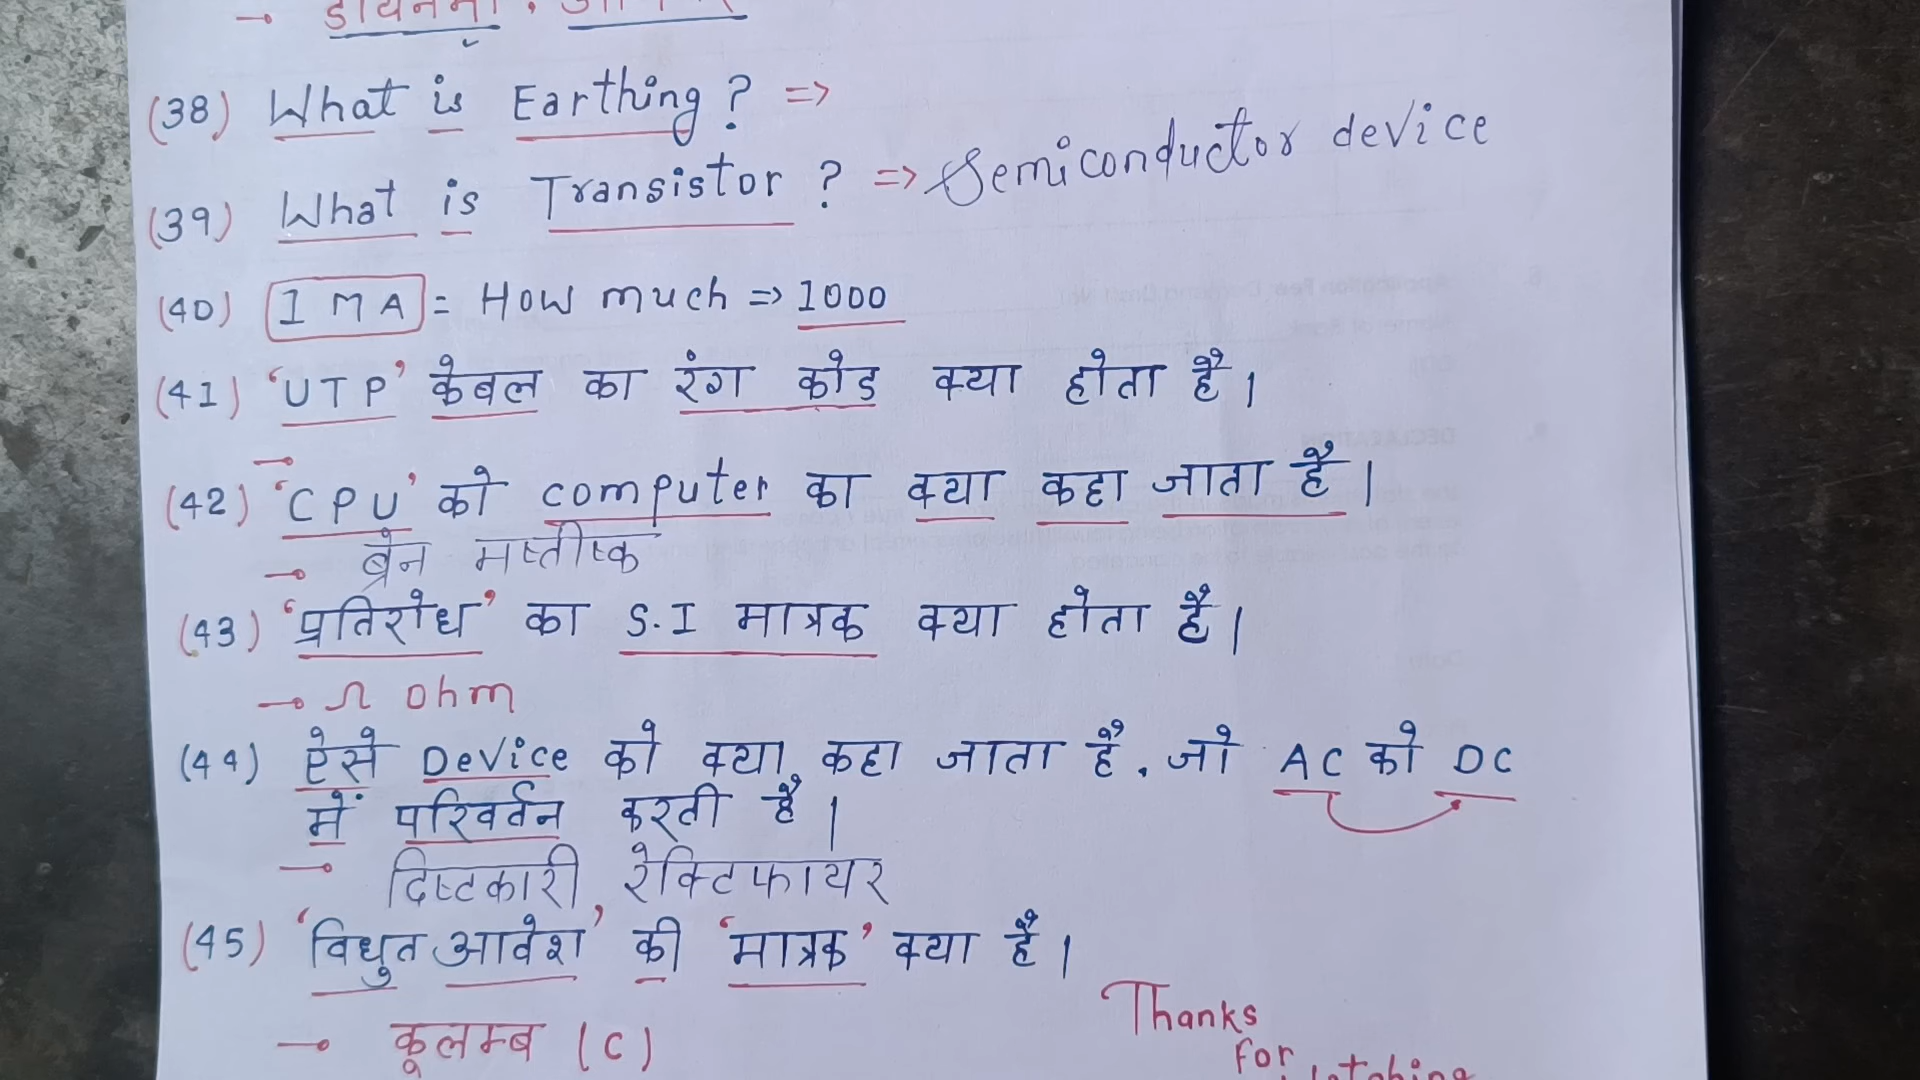 → डायनेमो,
(38) What is Earthing ? =>
(39) What is Transistor ? => Semiconductor device
(40) 1 M A = How much => 1000
(41) 'UTP' केबल का रंग कोड क्या होता है।
→
(42) 'CPU' को computer का क्या कहा जाता है।
→ ब्रेन मष्तीष्क
(43) 'प्रतिरोध' का S.I मात्रक क्या होता है।
→ Ω ohm
(44) ऐसे Device को क्या कहा जाता है. जो AC को DC
में परिवर्तन करती है।
→ दिष्टकारी, रेक्टिफायर
(45) 'विधुत आवेश' की 'मात्रक' क्या है।
→ कूलम्ब (C)
Thanks
For